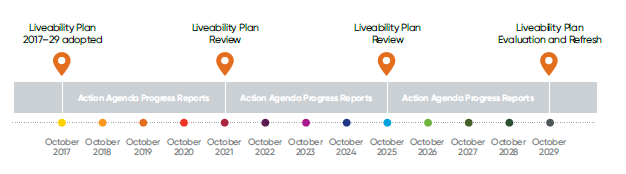 Liveability Plan
2017–29 adopted
Liveability Plan
Review
Liveability Plan
Review
Liveability Plan
Evaluation and Refresh
Action Agenda Progress Reports
Action Agenda Progress Reports
Action Agenda Progress Reports
October
2017
October
2018
October
2019
October
2020
October
2021
October
2022
October
2023
October
2024
October
2025
October
2026
October
2027
October
2028
October
2029